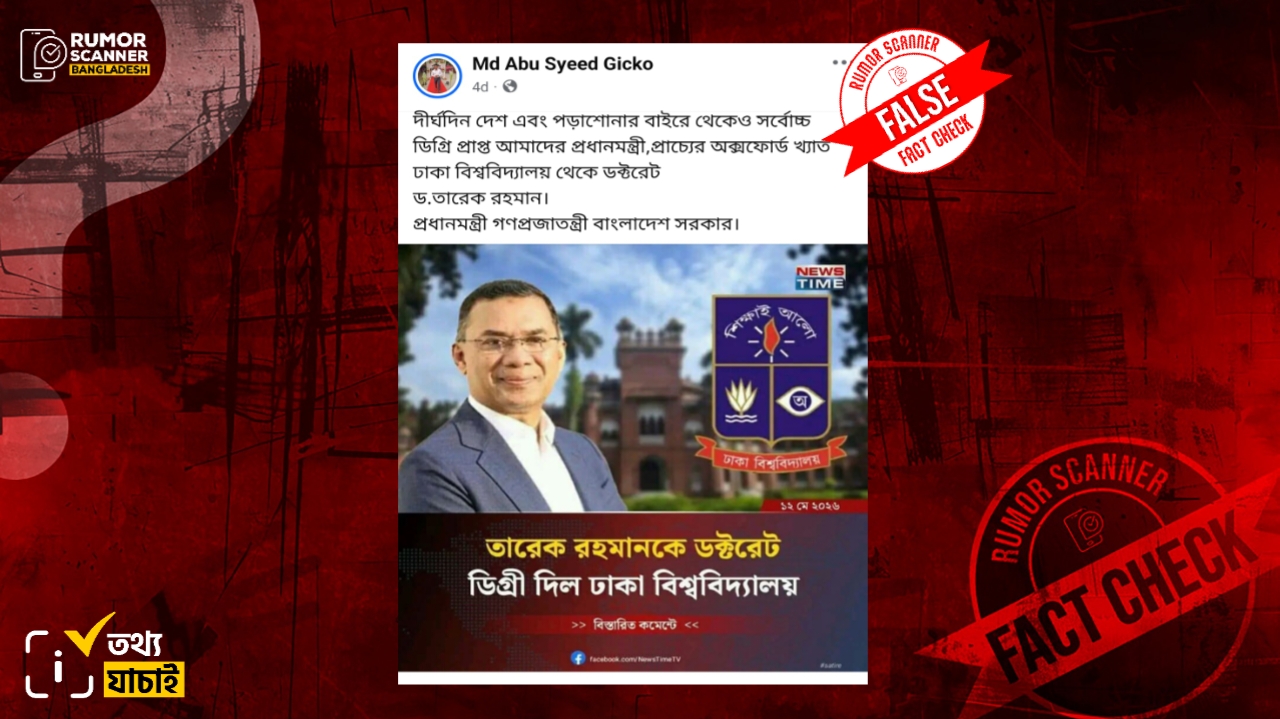 RUMOR
SCANNER
BANGLADESH
Md Abu Syeed Gicko
4d
দীর্ঘদিন দেশ এবং পড়াশোনার বাইরে থেকেও সর্বোচ্চ
ডিগ্রি প্রাপ্ত আমাদের প্রধানমন্ত্রী,প্রাচ্যের অক্সফোর্ড খ্যাত
ঢাকা বিশ্ববিদ্যালয় থেকে ডক্টরেট
ড.তারেক রহমান।
প্রধানমন্ত্রী গণপ্রজাতন্ত্রী বাংলাদেশ সরকার।
RUMOR SCANNER
FALSE
FACT CHECK
NEWS
TIME
শিক্ষাই আলো
অ
ঢাকা বিশ্ববিদ্যালয়
১২ মে ২০২৬
তারেক রহমানকে ডক্টরেট
ডিগ্রী দিল ঢাকা বিশ্ববিদ্যালয়
>> বিস্তারিত কমেন্টে <<
facebook.com/NewsTimeTV
#satire
RUMOR SCANNER
FACT CHECK
তথ্য
যাচাই